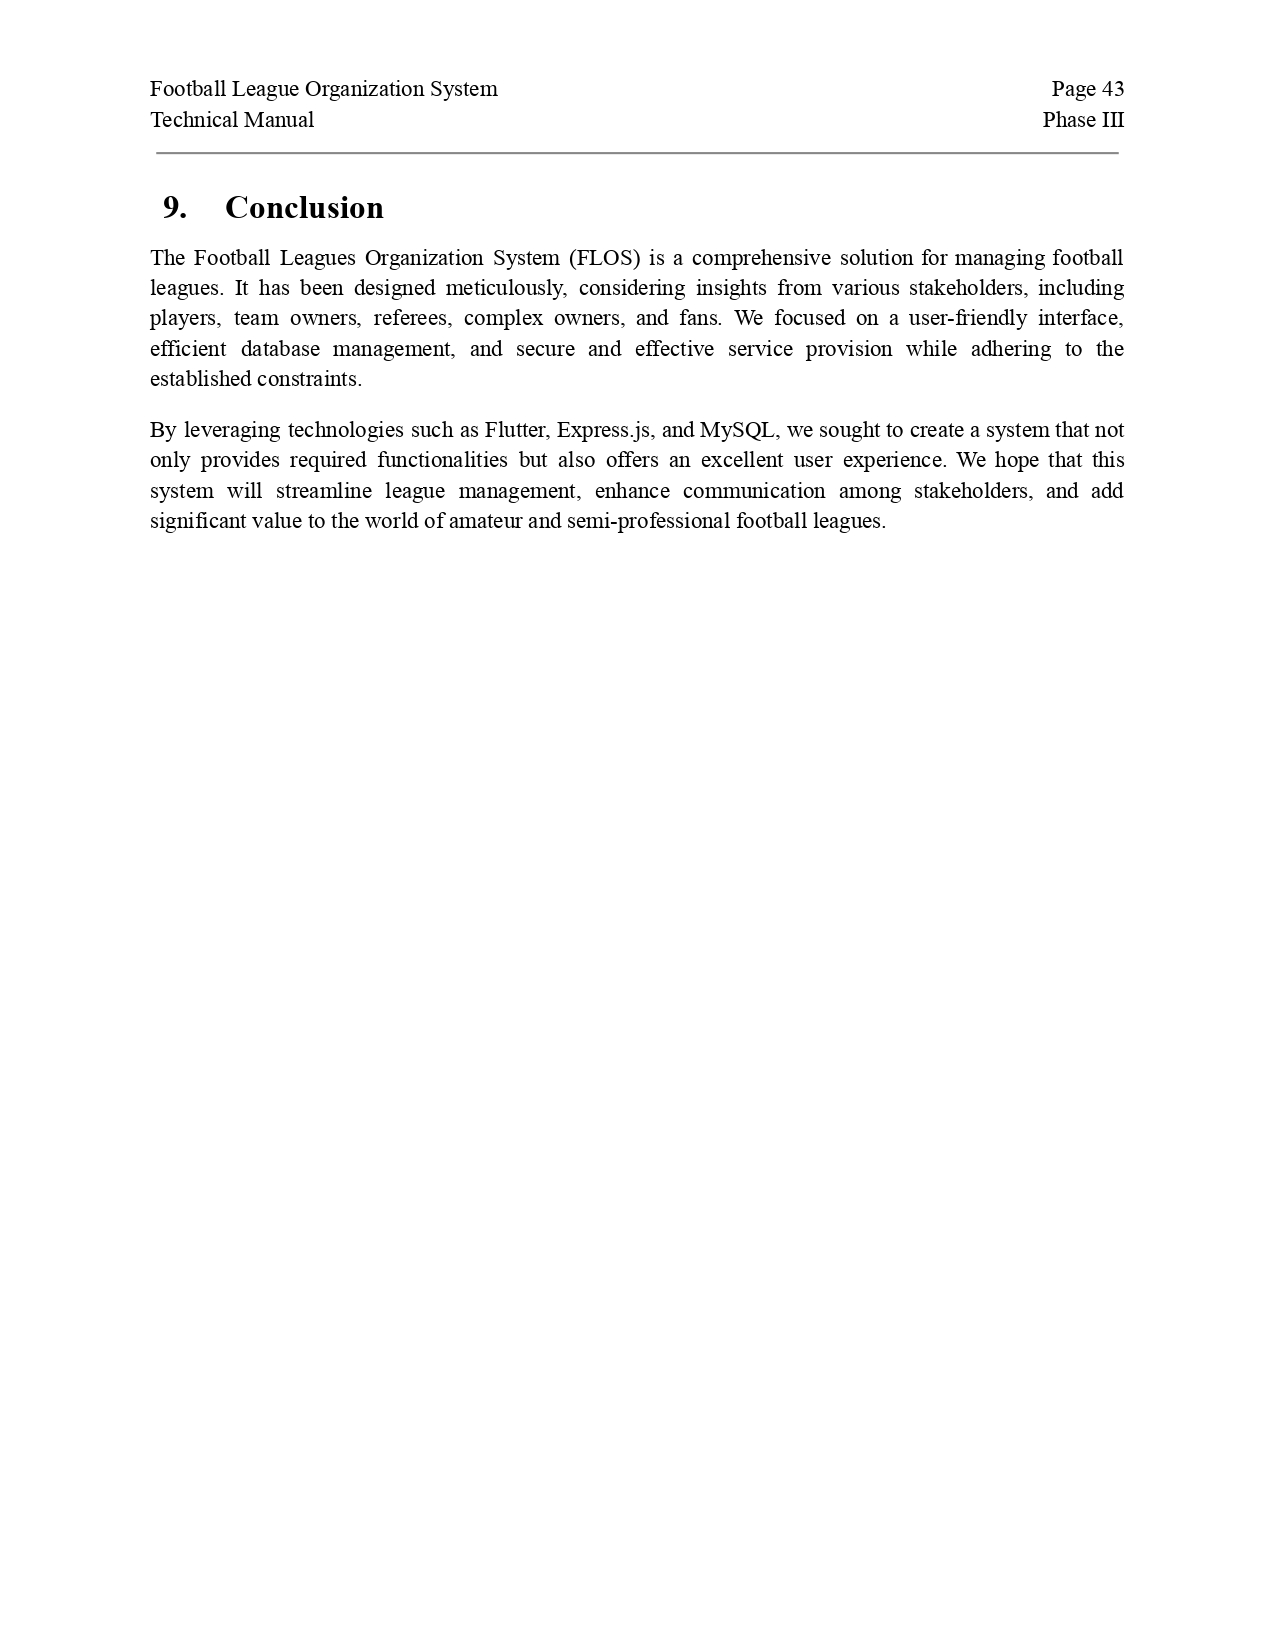 Football League Organization System Page 43
Technical Manual Phase III
9. Conclusion
The Football Leagues Organization System (FLOS) is a comprehensive solution for managing football
leagues. It has been designed meticulously, considering insights from various stakeholders, including
players, team owners, referees, complex owners, and fans. We focused on a user-friendly interface,
efficient database management, and secure and effective service provision while adhering to the
established constraints.
By leveraging technologies such as Flutter, Express.js, and MySQL, we sought to create a system that not
only provides required functionalities but also offers an excellent user experience. We hope that this
system will streamline league management, enhance communication among stakeholders, and add
significant value to the world of amateur and semi-professional football leagues.